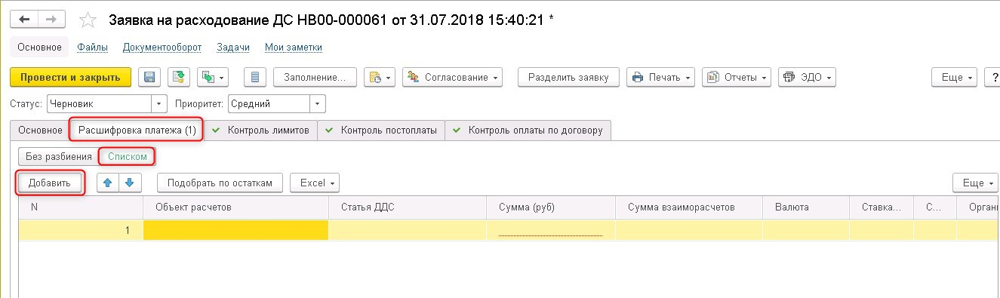 Заявка на расходование ДС НВ00-000061 от 31.07.2018 15:40:21 *
Основное Файлы Документооборот Задачи Мои заметки
Провести и закрыть Заполнение... Согласование Разделить заявку Печать Отчеты ЭДО Еще ?
Статус: Черновик Приоритет: Средний
Основное Расшифровка платежа (1) Контроль лимитов Контроль постоплаты Контроль оплаты по договору
Без разбиения Списком
Добавить Подобрать по остаткам Excel Еще
N Объект расчетов Статья ДДС Сумма (руб) Сумма взаиморасчетов Валюта Ставка... С... Органи
1